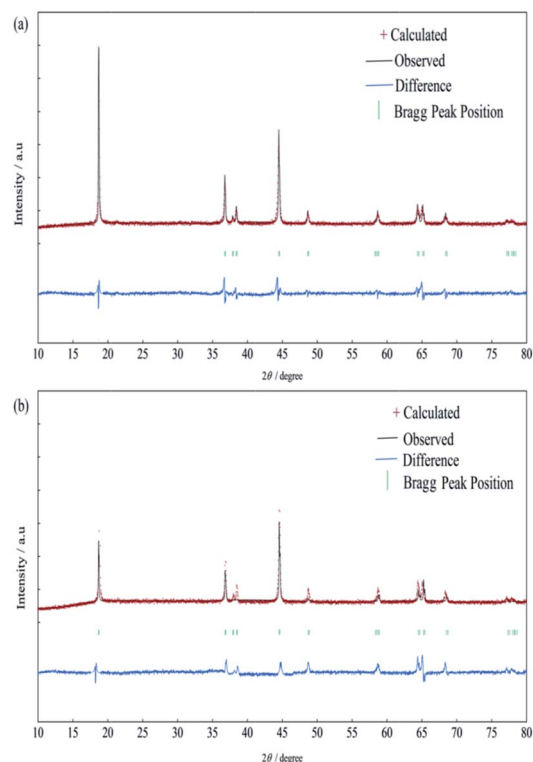 (a)
+ Calculated
Observed
Difference
Bragg Peak Position
Intensity / a.u
10 15 20 25 30 35 40 45 50 55 60 65 70 75 80
2θ / degree
(b)
+ Calculated
Observed
Difference
Bragg Peak Position
Intensity / a.u
10 15 20 25 30 35 40 45 50 55 60 65 70 75 80
2θ / degree